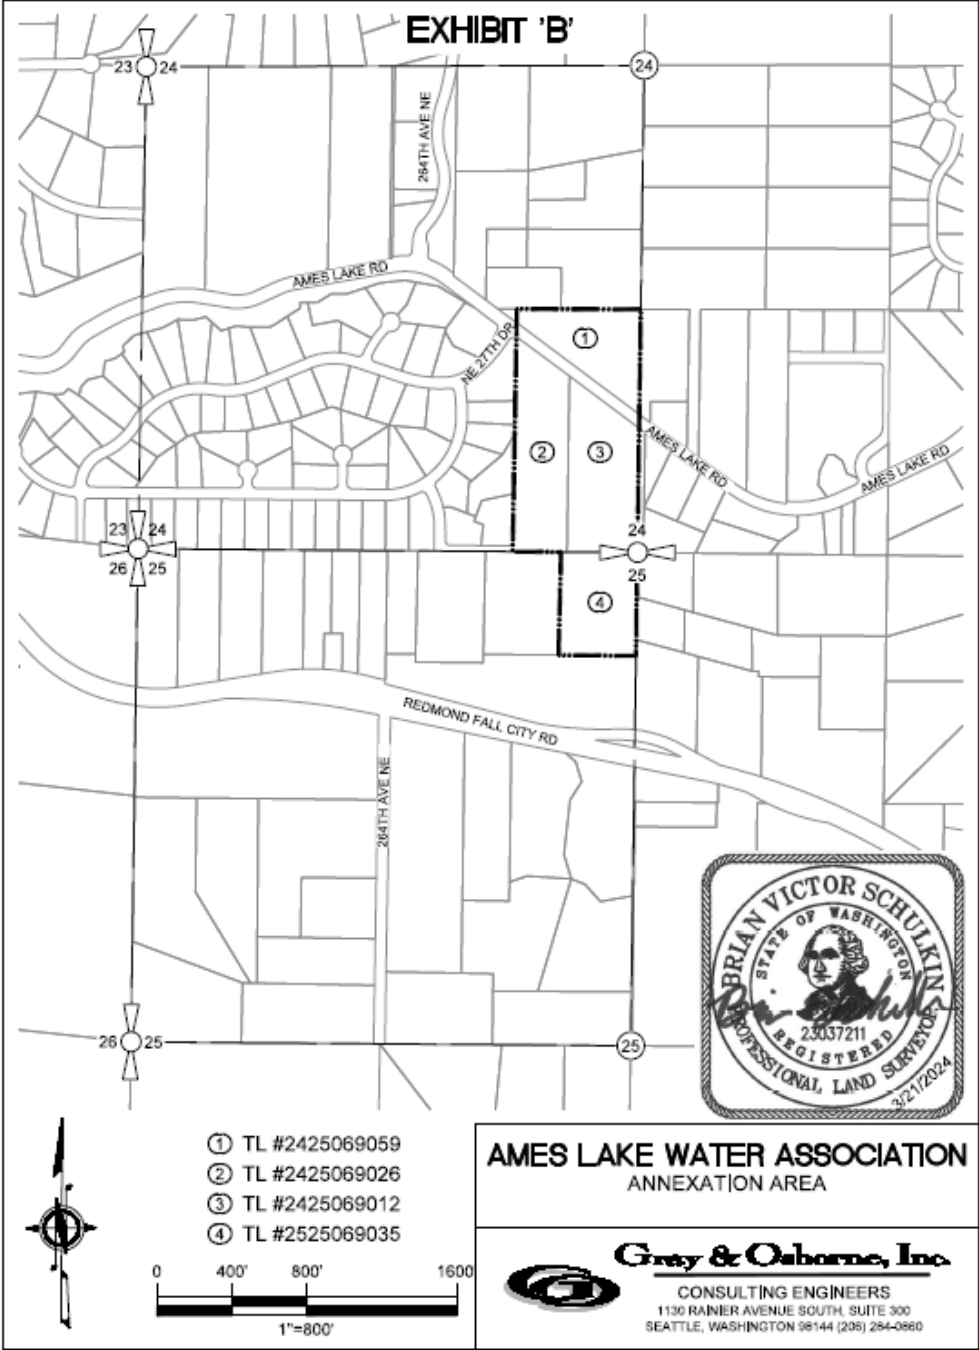 EXHIBIT 'B'
23 24
24
264TH AVE NE
AMES LAKE RD
NE 27TH DR
1
2
3
AMES LAKE RD
AMES LAKE RD
23 24
26 25
24
25
4
REDMOND FALL CITY RD
264TH AVE NE
26 25
25
BRIAN VICTOR SCHULKIN
STATE OF WASHINGTON
23037211
REGISTERED
PROFESSIONAL LAND SURVEYOR
3/21/2024
1 TL #2425069059
2 TL #2425069026
3 TL #2425069012
4 TL #2525069035
0 400' 800' 1600
1"=800'
AMES LAKE WATER ASSOCIATION
ANNEXATION AREA
Gray & Osborne, Inc.
CONSULTING ENGINEERS
1130 RAINIER AVENUE SOUTH, SUITE 300
SEATTLE, WASHINGTON 98144 (206) 284-0860